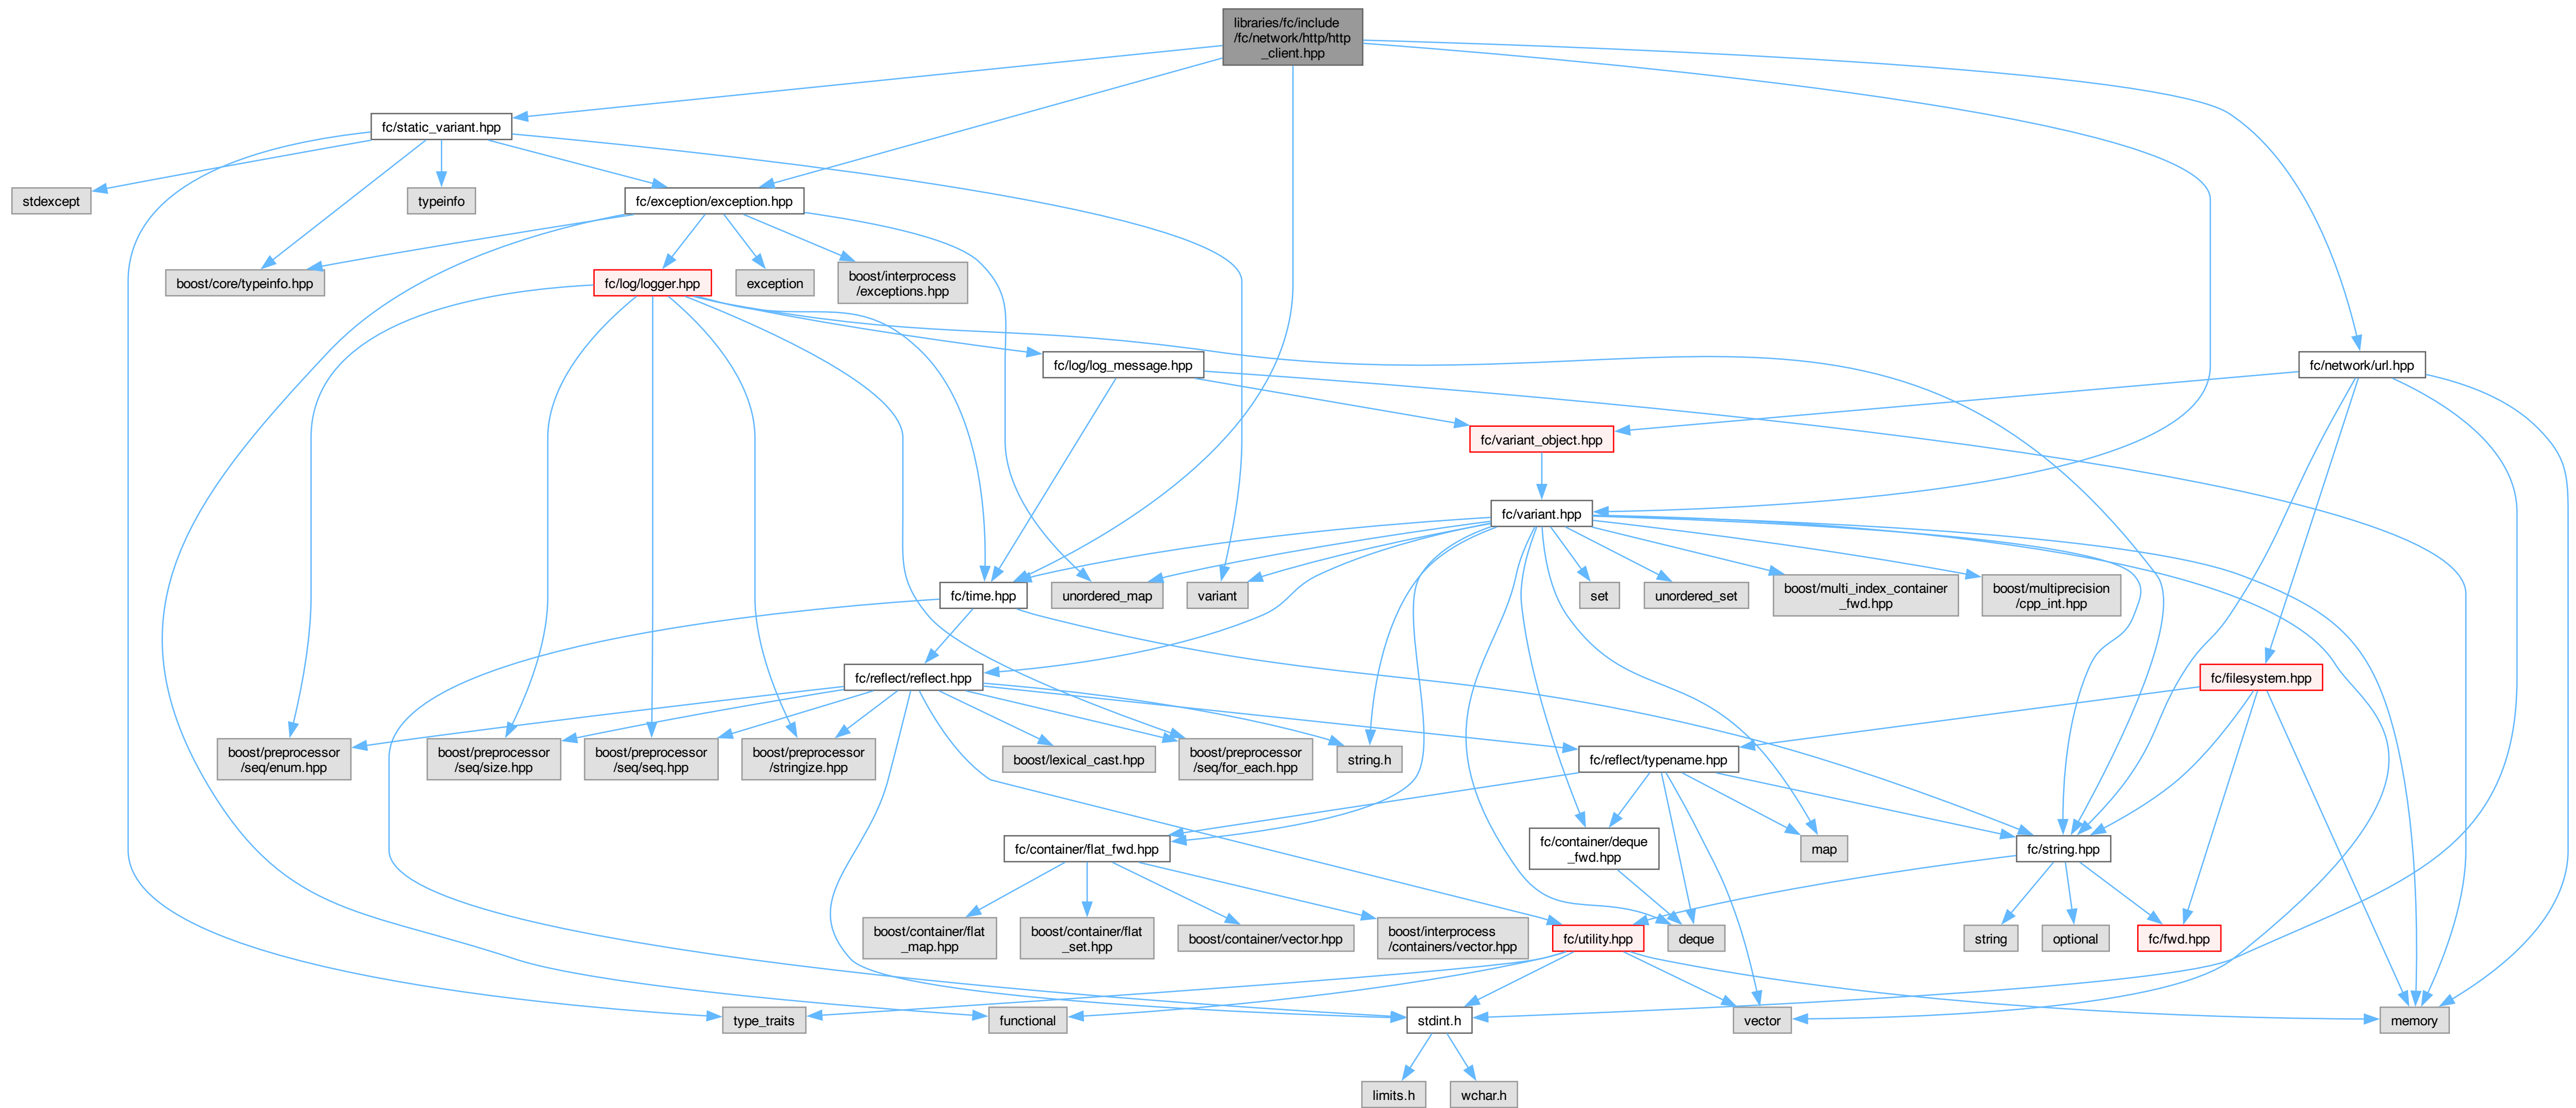 libraries/fc/include
/fc/network/http/http
_client.hpp
fc/static_variant.hpp
stdexcept
typeinfo
fc/exception/exception.hpp
boost/core/typeinfo.hpp
fc/log/logger.hpp
exception
boost/interprocess
/exceptions.hpp
fc/log/log_message.hpp
fc/network/url.hpp
fc/variant_object.hpp
fc/variant.hpp
fc/time.hpp
unordered_map
variant
set
unordered_set
boost/multi_index_container
_fwd.hpp
boost/multiprecision
/cpp_int.hpp
fc/reflect/reflect.hpp
fc/filesystem.hpp
boost/preprocessor
/seq/enum.hpp
boost/preprocessor
/seq/size.hpp
boost/preprocessor
/seq/seq.hpp
boost/preprocessor
/stringize.hpp
boost/lexical_cast.hpp
boost/preprocessor
/seq/for_each.hpp
string.h
fc/reflect/typename.hpp
fc/container/flat_fwd.hpp
fc/container/deque
_fwd.hpp
map
fc/string.hpp
boost/container/flat
_map.hpp
boost/container/flat
_set.hpp
boost/container/vector.hpp
boost/interprocess
/containers/vector.hpp
fc/utility.hpp
deque
string
optional
fc/fwd.hpp
type_traits
functional
stdint.h
vector
memory
limits.h
wchar.h